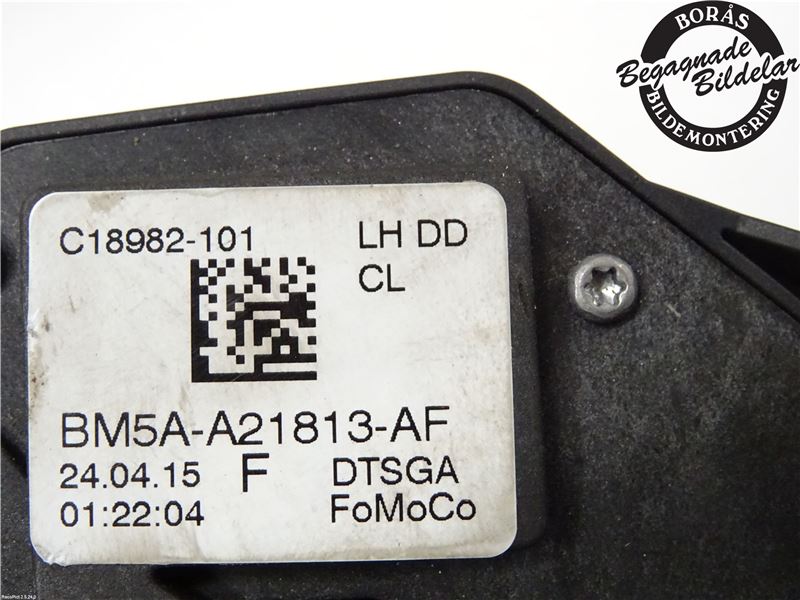 BORÅS
Begagnade
Bildelar
BILDEMONTERING
C18982-101 LH DD
CL
BM5A-A21813-AF
24.04.15 F DTSGA
01:22:04 FoMoCo